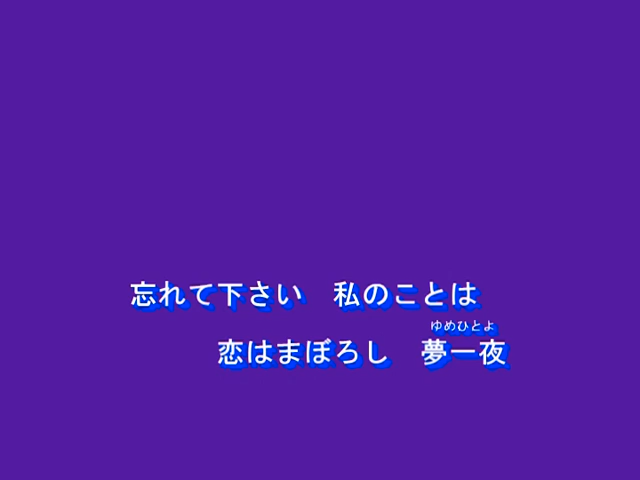 忘れて下さい　私のことは
ゆめひとよ
恋はまぼろし　夢一夜